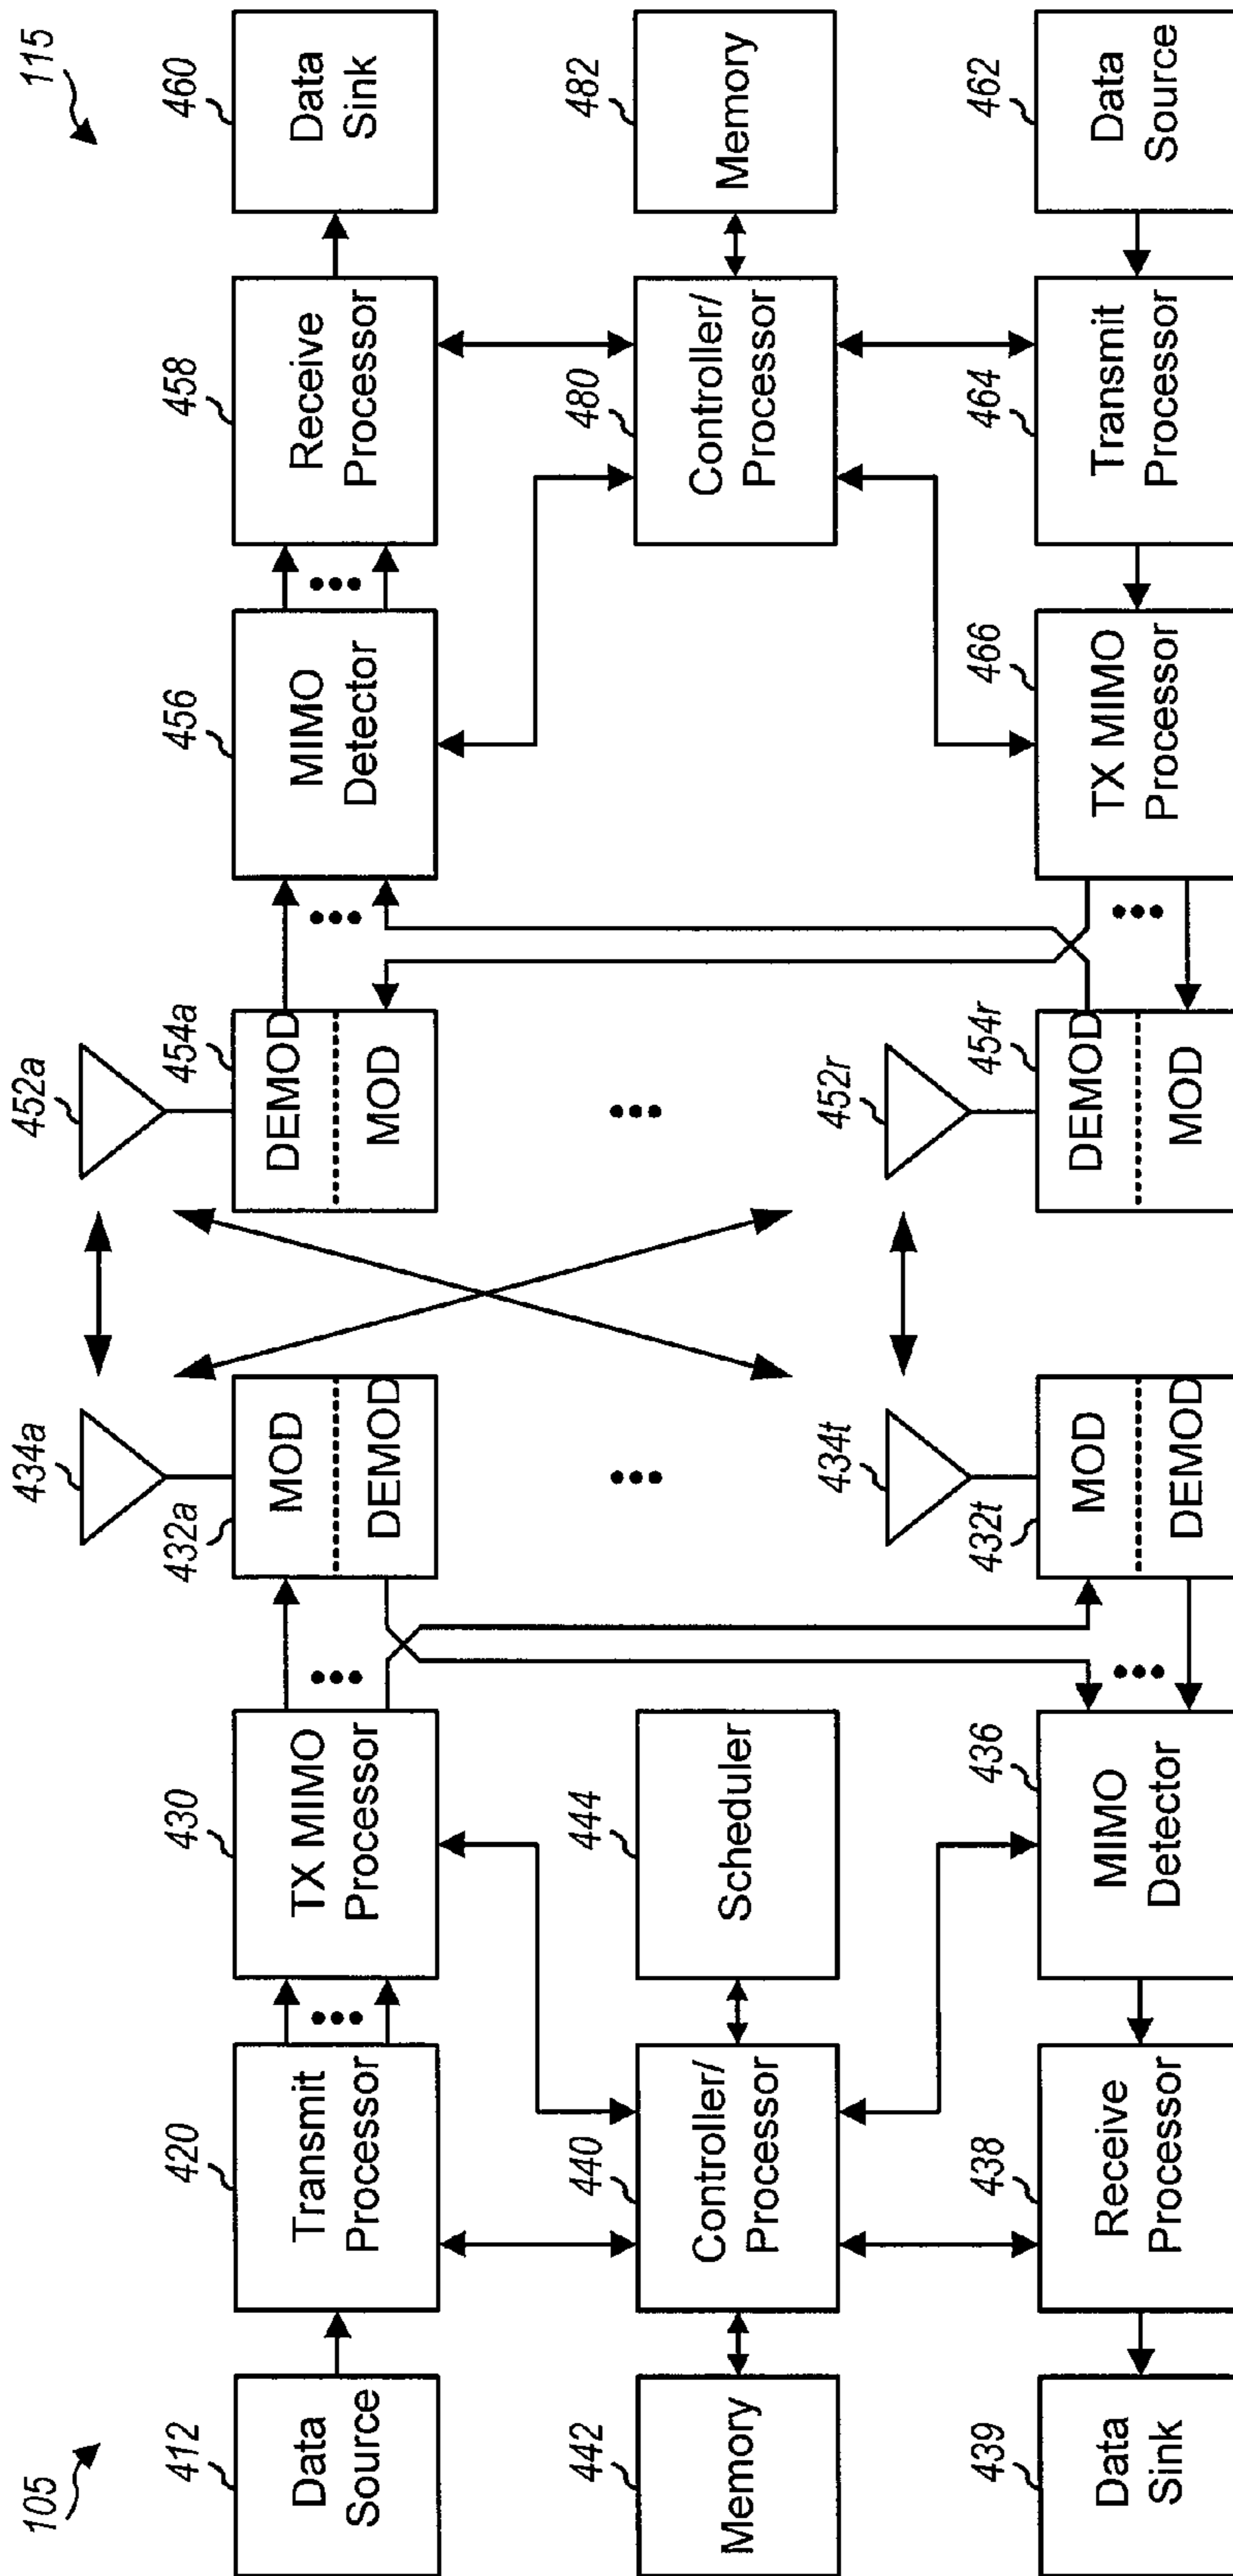 105
115
412
Data
Source
420
Transmit
Processor
430
TX MIMO
Processor
434a
432a
MOD
DEMOD
452a
454a
DEMOD
MOD
456
MIMO
Detector
458
Receive
Processor
460
Data
Sink
442
Memory
440
Controller/
Processor
444
Scheduler
480
Controller/
Processor
482
Memory
439
Data
Sink
438
Receive
Processor
436
MIMO
Detector
434t
432t
MOD
DEMOD
452r
454r
DEMOD
MOD
466
TX MIMO
Processor
464
Transmit
Processor
462
Data
Source